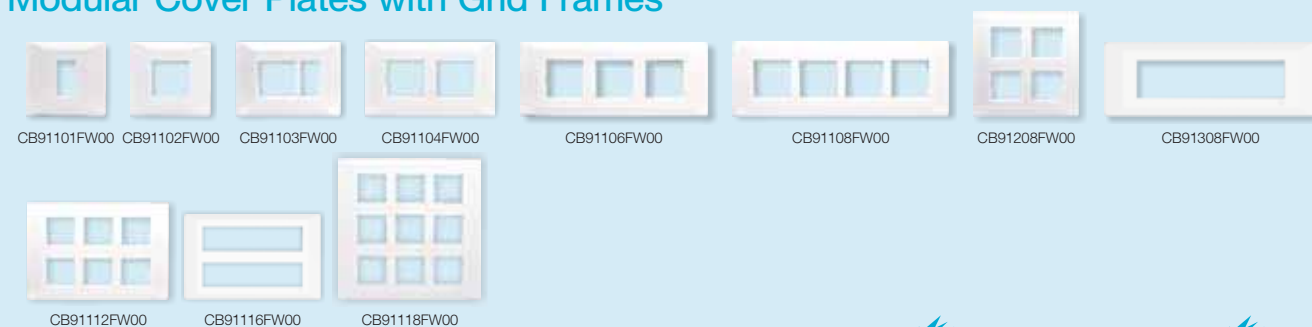 Modular Cover Plates with Grid Frames
CB91101FW00 CB91102FW00 CB91103FW00 CB91104FW00 CB91106FW00 CB91108FW00 CB91208FW00 CB91308FW00
CB91112FW00 CB91116FW00 CB91118FW00